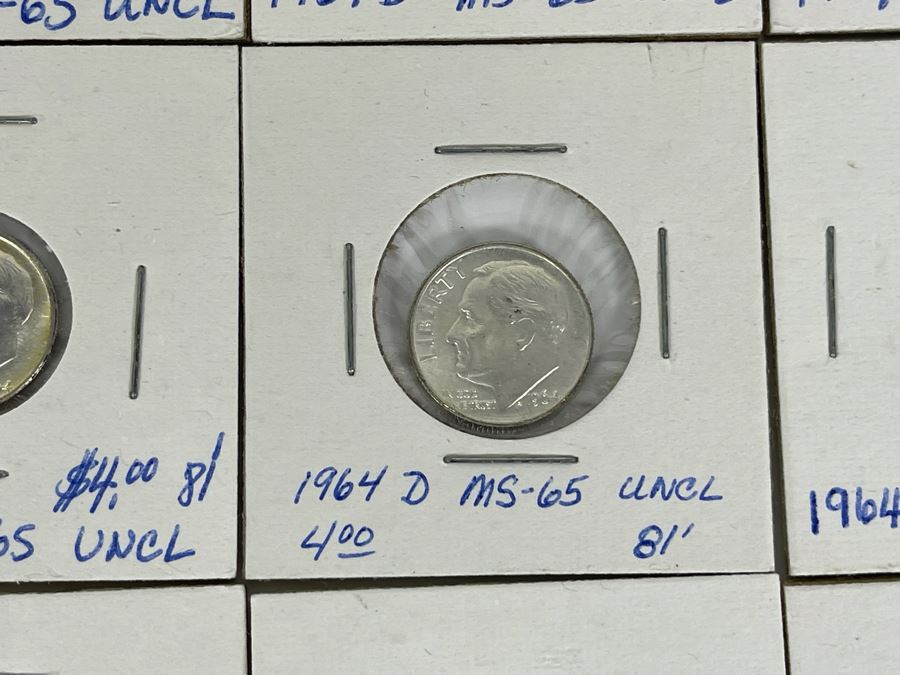 -65 UNCL
$4.00 81'
65 UNCL
LIBERTY
1964 D MS-65 UNCL
4.00 81'
1964